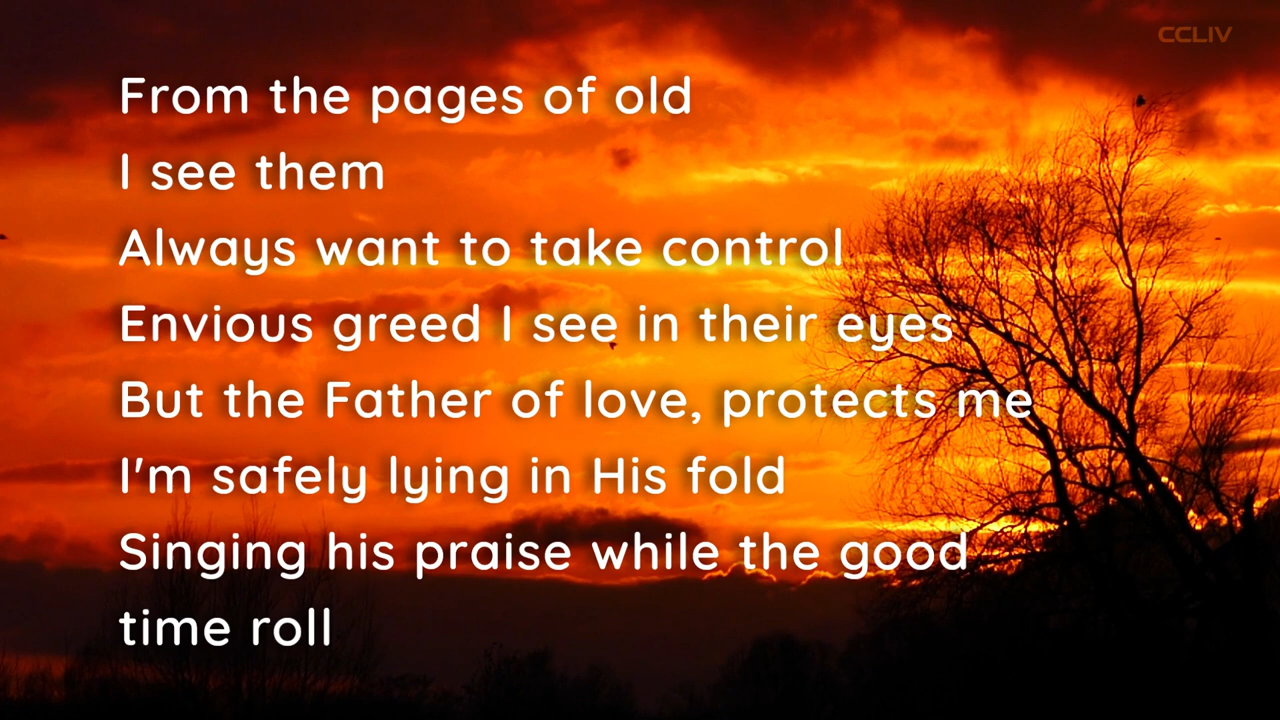 CCLIV
From the pages of old
I see them
Always want to take control
Envious greed I see in their eyes
But the Father of love, protects me
I'm safely lying in His fold
Singing his praise while the good
time roll